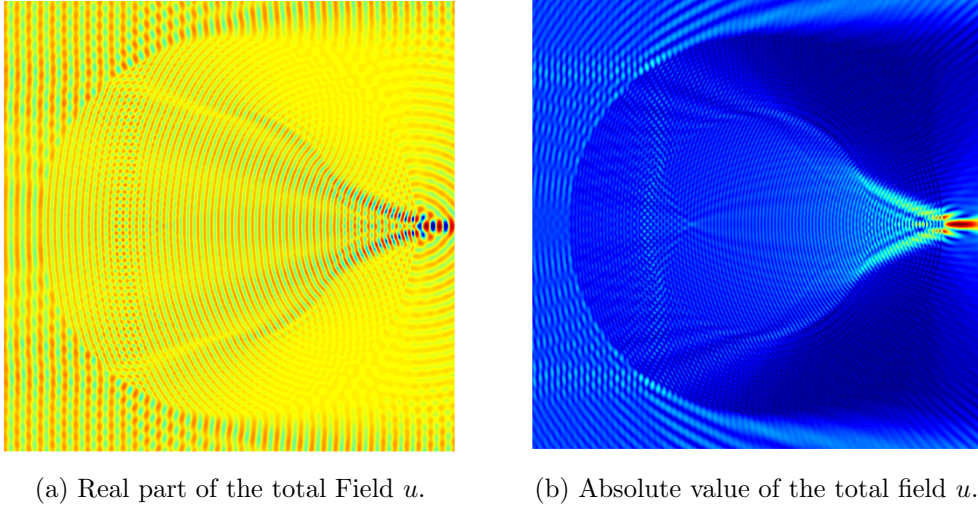 (a) Real part of the total Field u.
(b) Absolute value of the total field u.